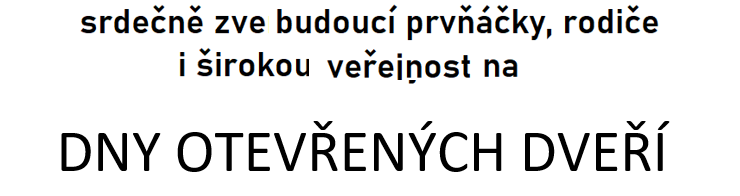 srdečně zve budoucí prvňáčky, rodiče
i širokou veřejnost na
DNY OTEVŘENÝCH DVEŘÍ